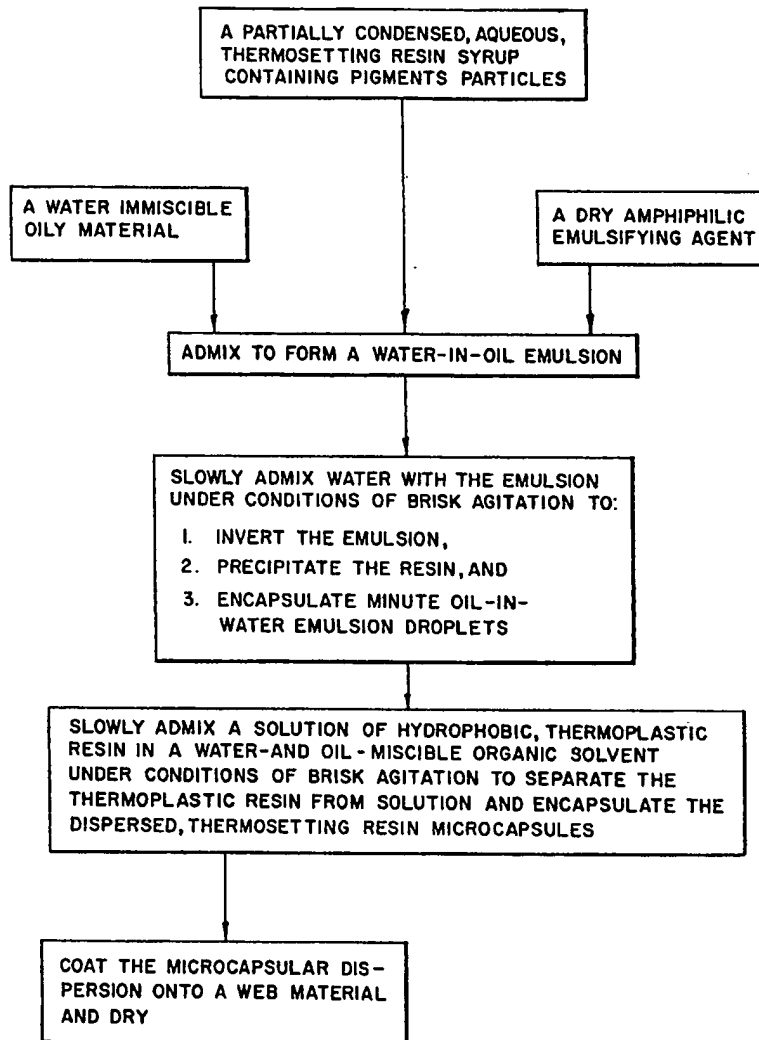 A PARTIALLY CONDENSED, AQUEOUS,
THERMOSETTING RESIN SYRUP
CONTAINING PIGMENTS PARTICLES
A WATER IMMISCIBLE
OILY MATERIAL
A DRY AMPHIPHILIC
EMULSIFYING AGENT
ADMIX TO FORM A WATER-IN-OIL EMULSION
SLOWLY ADMIX WATER WITH THE EMULSION
UNDER CONDITIONS OF BRISK AGITATION TO:
1. INVERT THE EMULSION,
2. PRECIPITATE THE RESIN, AND
3. ENCAPSULATE MINUTE OIL-IN-
WATER EMULSION DROPLETS
SLOWLY ADMIX A SOLUTION OF HYDROPHOBIC, THERMOPLASTIC
RESIN IN A WATER-AND OIL-MISCIBLE ORGANIC SOLVENT
UNDER CONDITIONS OF BRISK AGITATION TO SEPARATE THE
THERMOPLASTIC RESIN FROM SOLUTION AND ENCAPSULATE THE
DISPERSED, THERMOSETTING RESIN MICROCAPSULES
COAT THE MICROCAPSULAR DIS-
PERSION ONTO A WEB MATERIAL
AND DRY